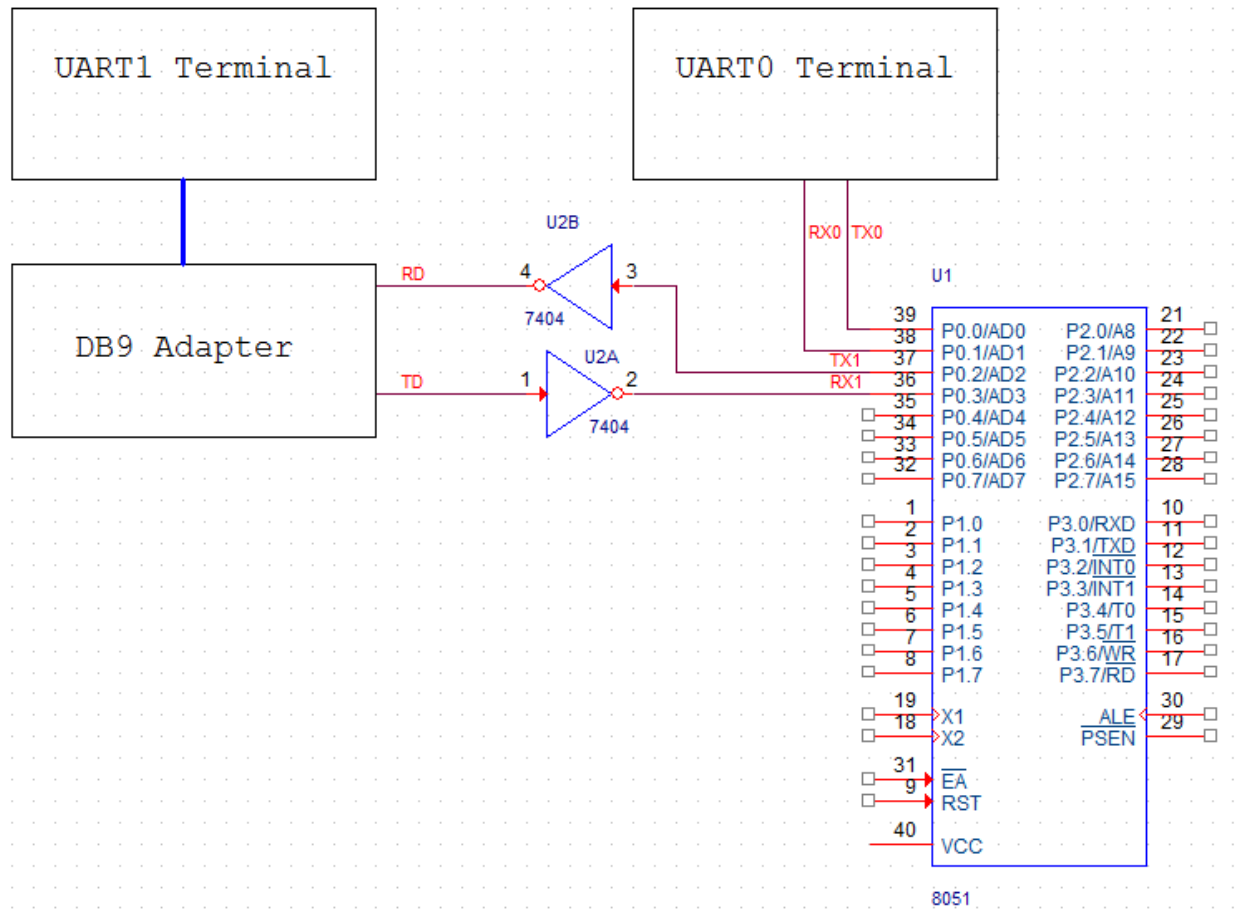 UART1 Terminal
UART0 Terminal
U2B
RX0 TX0
RD 4 3
7404
U1
DB9 Adapter
U2A
TD 1 2
7404
TX1
RX1
39 P0.0/AD0 P2.0/A8 21
38 P0.1/AD1 P2.1/A9 22
37 P0.2/AD2 P2.2/A10 23
36 P0.3/AD3 P2.3/A11 24
35 P0.4/AD4 P2.4/A12 25
34 P0.5/AD5 P2.5/A13 26
33 P0.6/AD6 P2.6/A14 27
32 P0.7/AD7 P2.7/A15 28
1 P1.0 P3.0/RXD 10
2 P1.1 P3.1/TXD 11
3 P1.2 P3.2/INT0 12
4 P1.3 P3.3/INT1 13
5 P1.4 P3.4/T0 14
6 P1.5 P3.5/T1 15
7 P1.6 P3.6/WR 16
8 P1.7 P3.7/RD 17
19 X1 ALE 30
18 X2 PSEN 29
31 EA
9 RST
40 VCC
8051